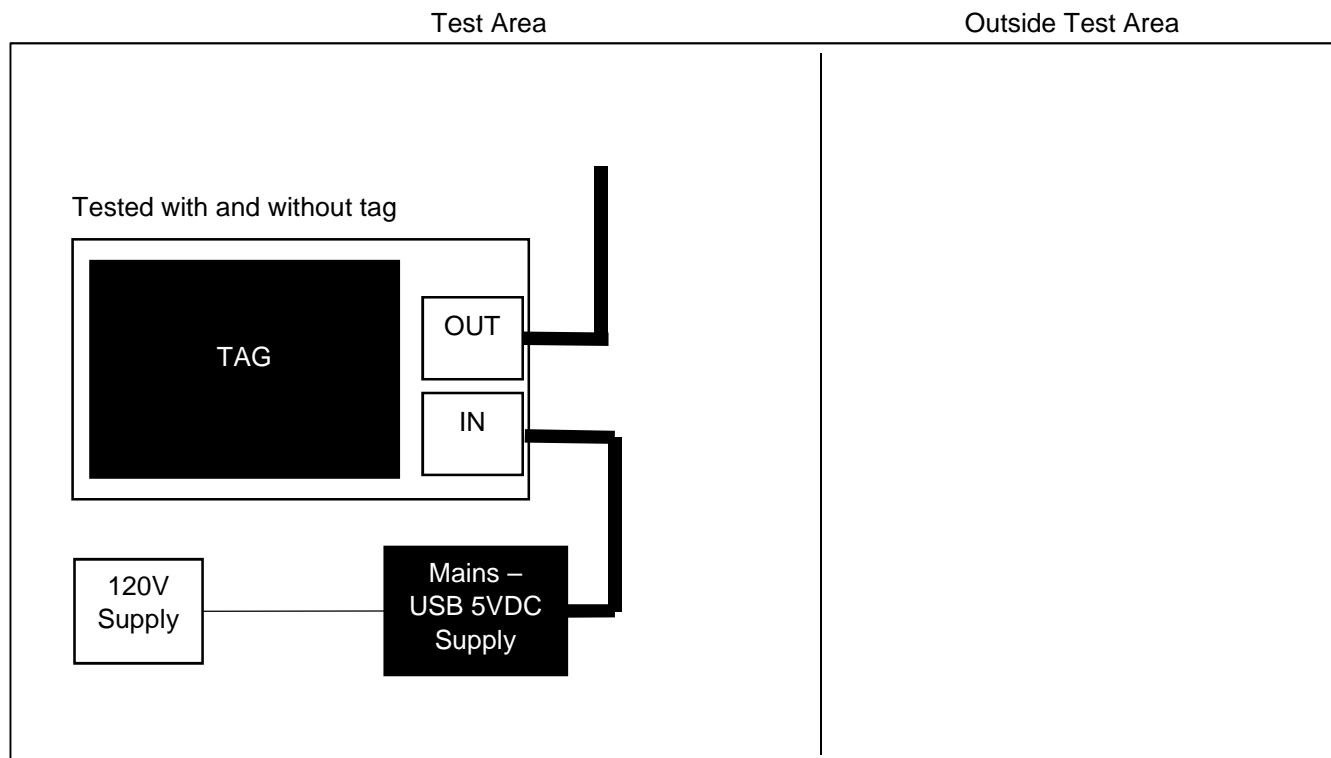 Test Area
Outside Test Area
Tested with and without tag
TAG
OUT
IN
120V
Supply
Mains –
USB 5VDC
Supply